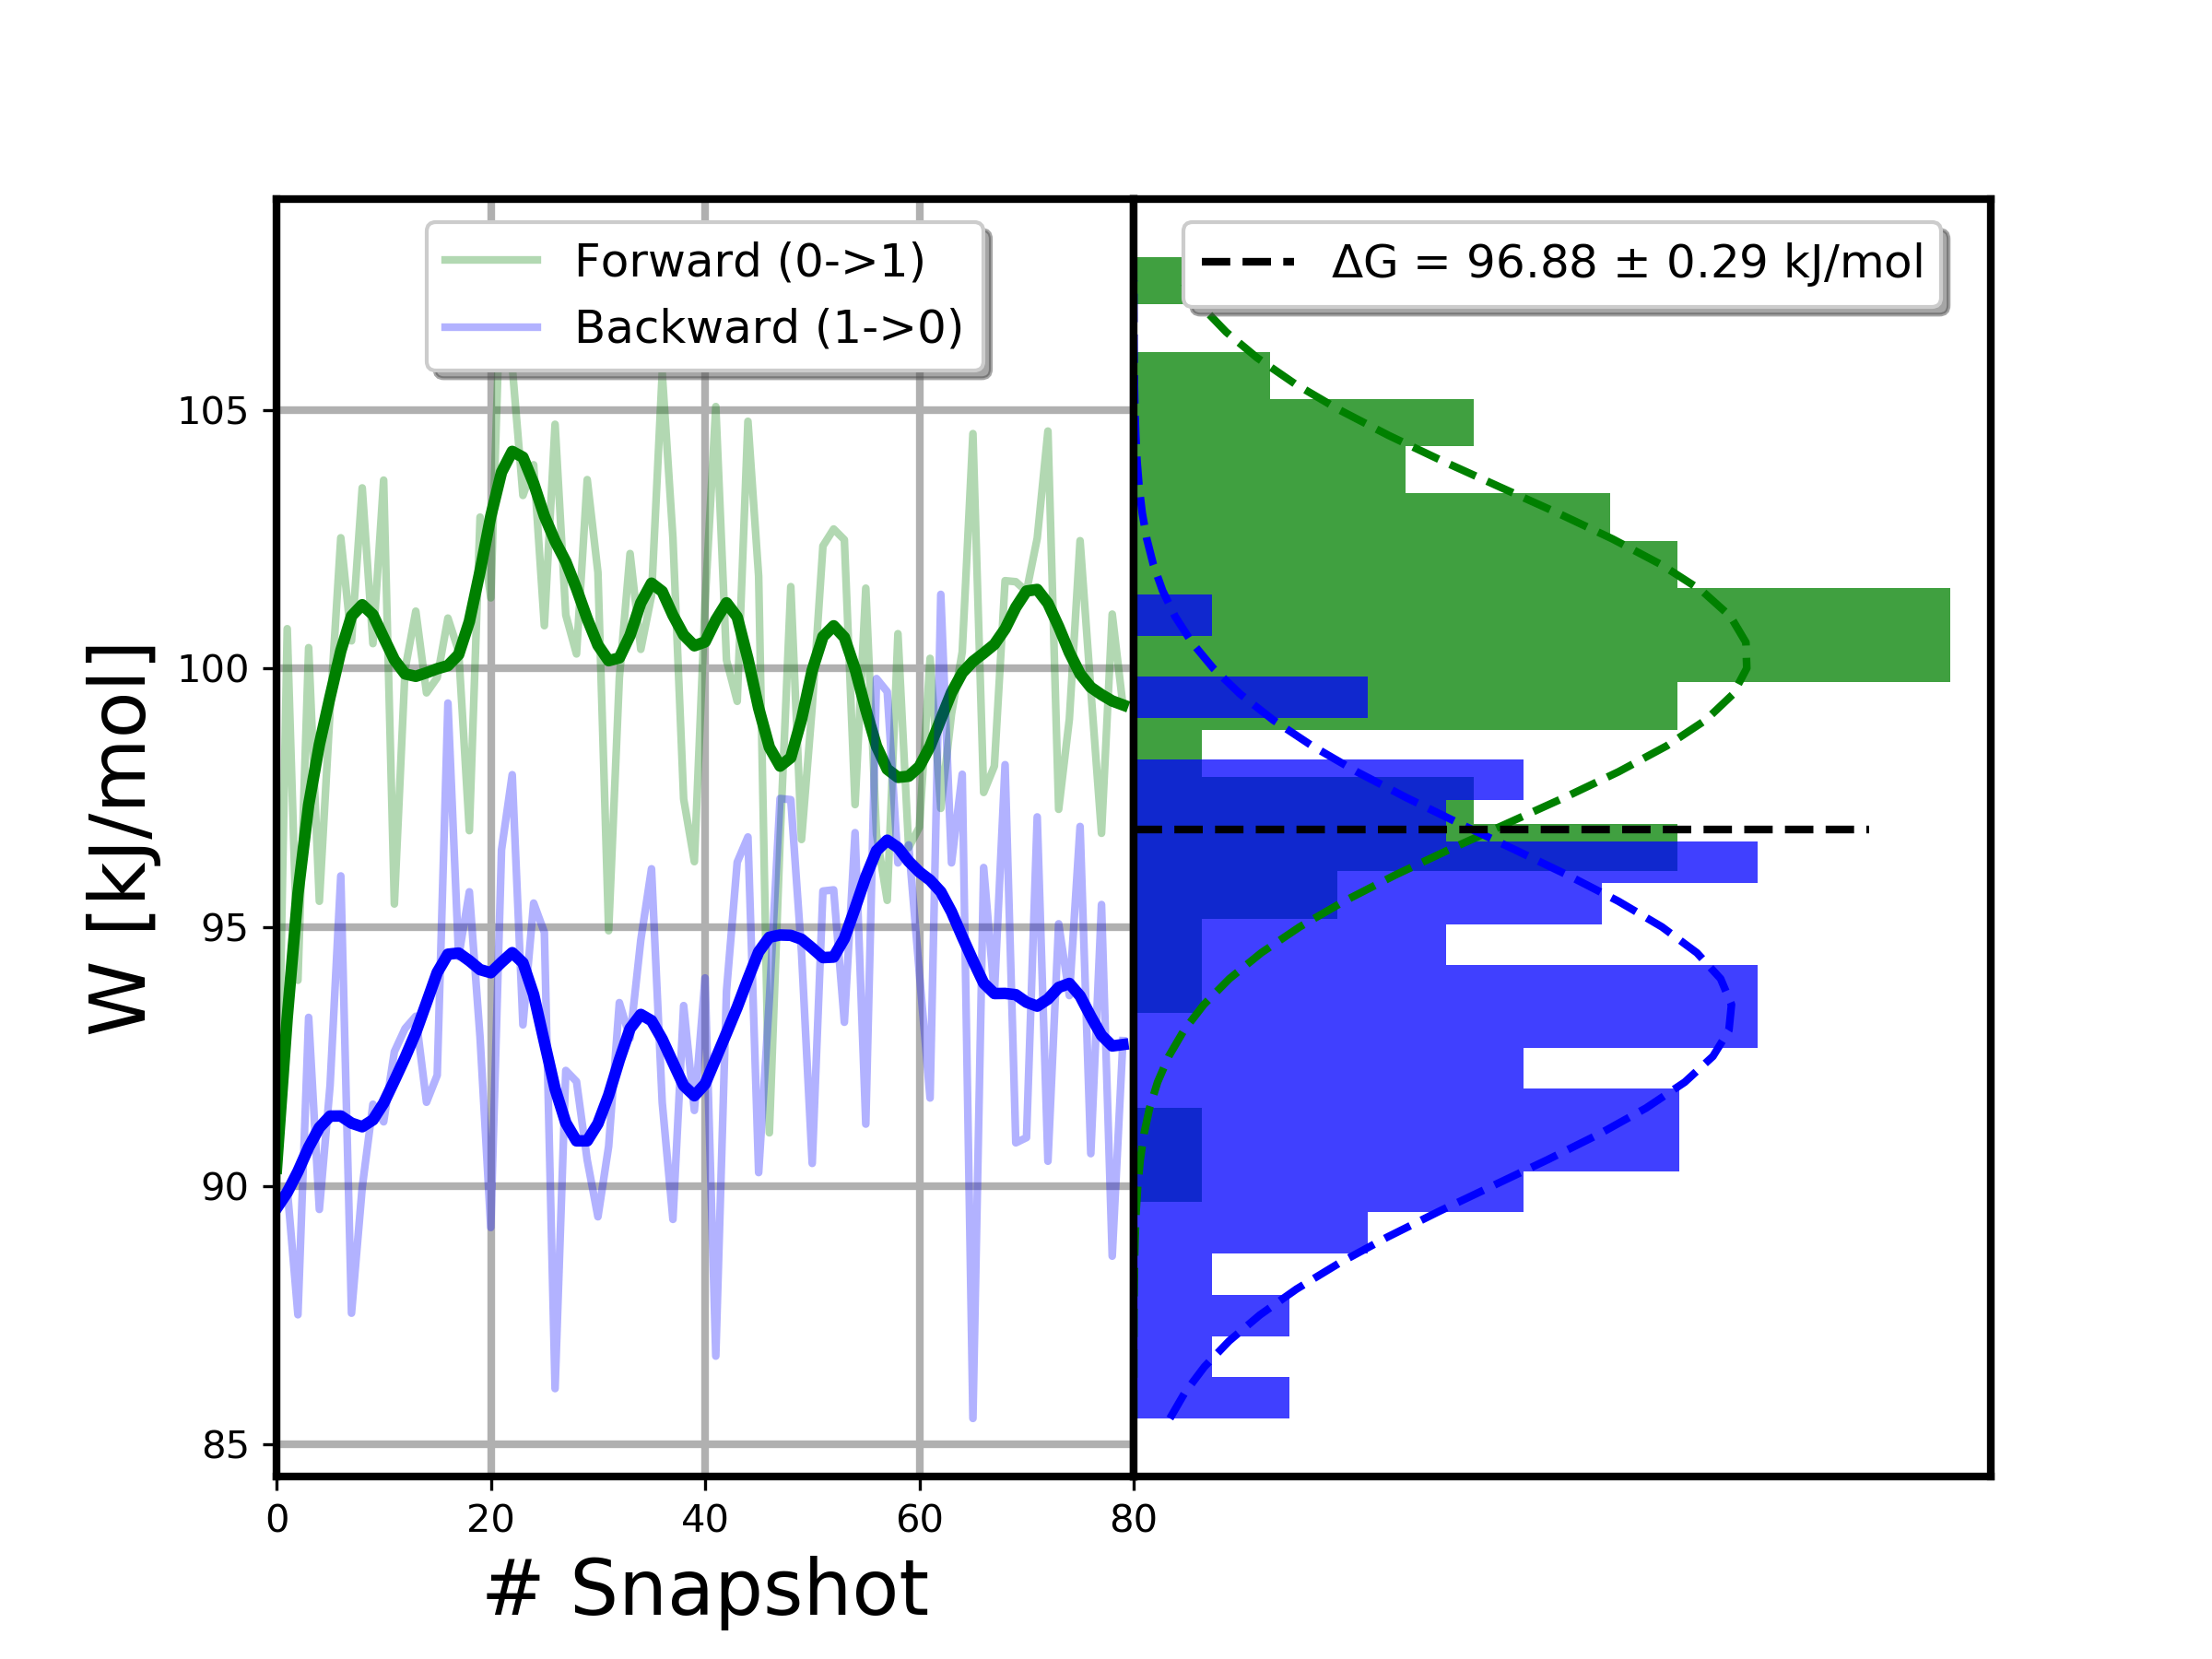 Forward (0->1)
Backward (1->0)
ΔG = 96.88 ± 0.29 kJ/mol
105
100
95
90
85
W [kJ/mol]
0 20 40 60 80
# Snapshot